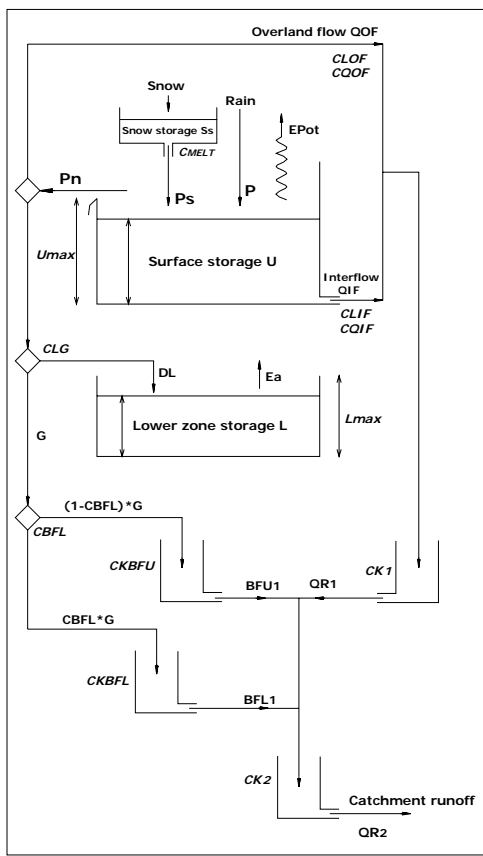 Overland flow QOF
CLOF
CQOF
Snow
Rain
Snow storage Ss
CMELT
EPot
Pn
Ps
P
Umax
Surface storage U
Interflow
QIF
CLIF
CQIF
CLG
DL
Ea
Lower zone storage L
Lmax
G
(1-CBFL)*G
CBFL
CKBFU
BFU1
QR1
CK1
CBFL*G
CKBFL
BFL1
CK2
Catchment runoff
QR2